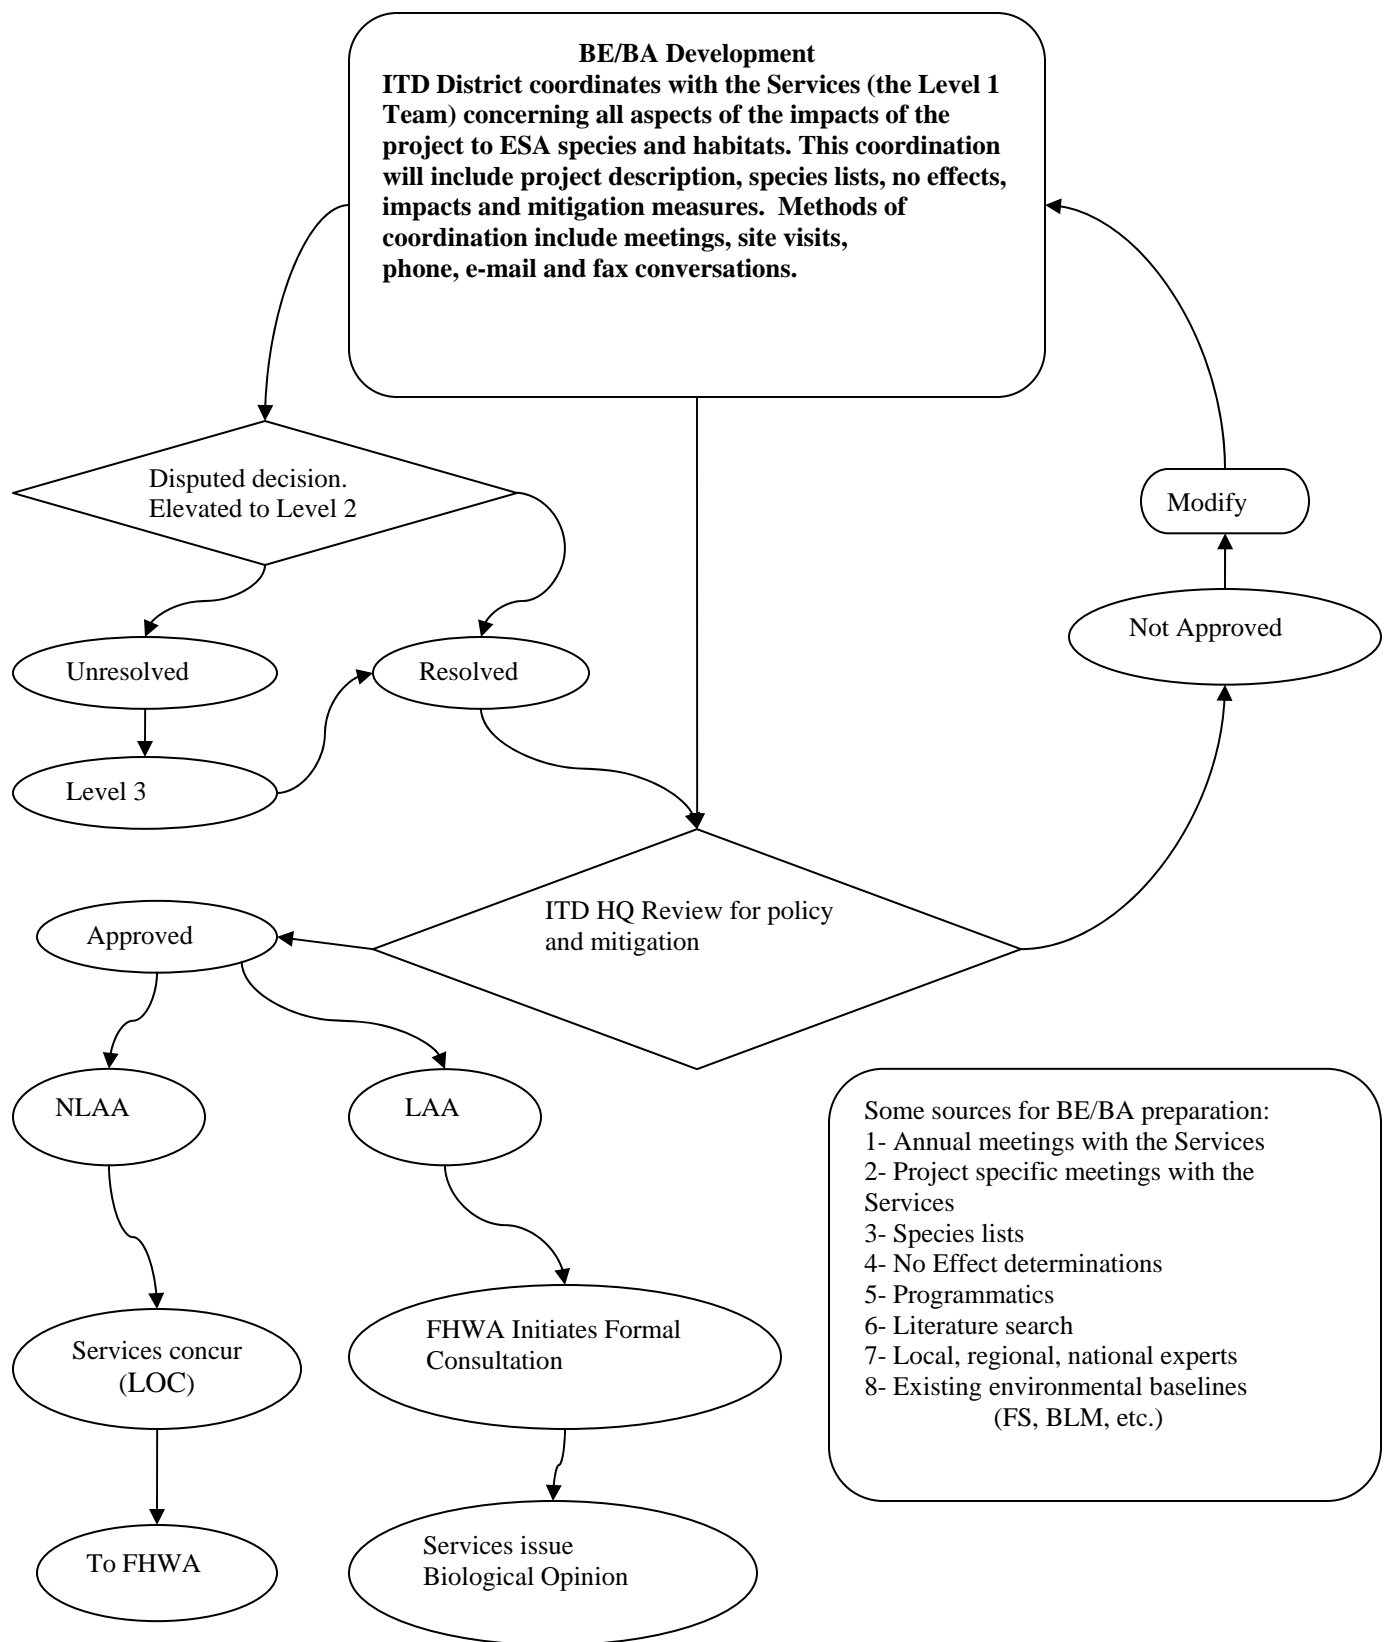 BE/BA Development
ITD District coordinates with the Services (the Level 1
Team) concerning all aspects of the impacts of the
project to ESA species and habitats. This coordination
will include project description, species lists, no effects,
impacts and mitigation measures.  Methods of
coordination include meetings, site visits,
phone, e-mail and fax conversations.
Disputed decision.
Elevated to Level 2
Modify
Not Approved
Unresolved
Resolved
Level 3
ITD HQ Review for policy
and mitigation
Approved
NLAA
LAA
Some sources for BE/BA preparation:
1- Annual meetings with the Services
2- Project specific meetings with the
Services
3- Species lists
4- No Effect determinations
5- Programmatics
6- Literature search
7- Local, regional, national experts
8- Existing environmental baselines
(FS, BLM, etc.)
Services concur
(LOC)
FHWA Initiates Formal
Consultation
To FHWA
Services issue
Biological Opinion